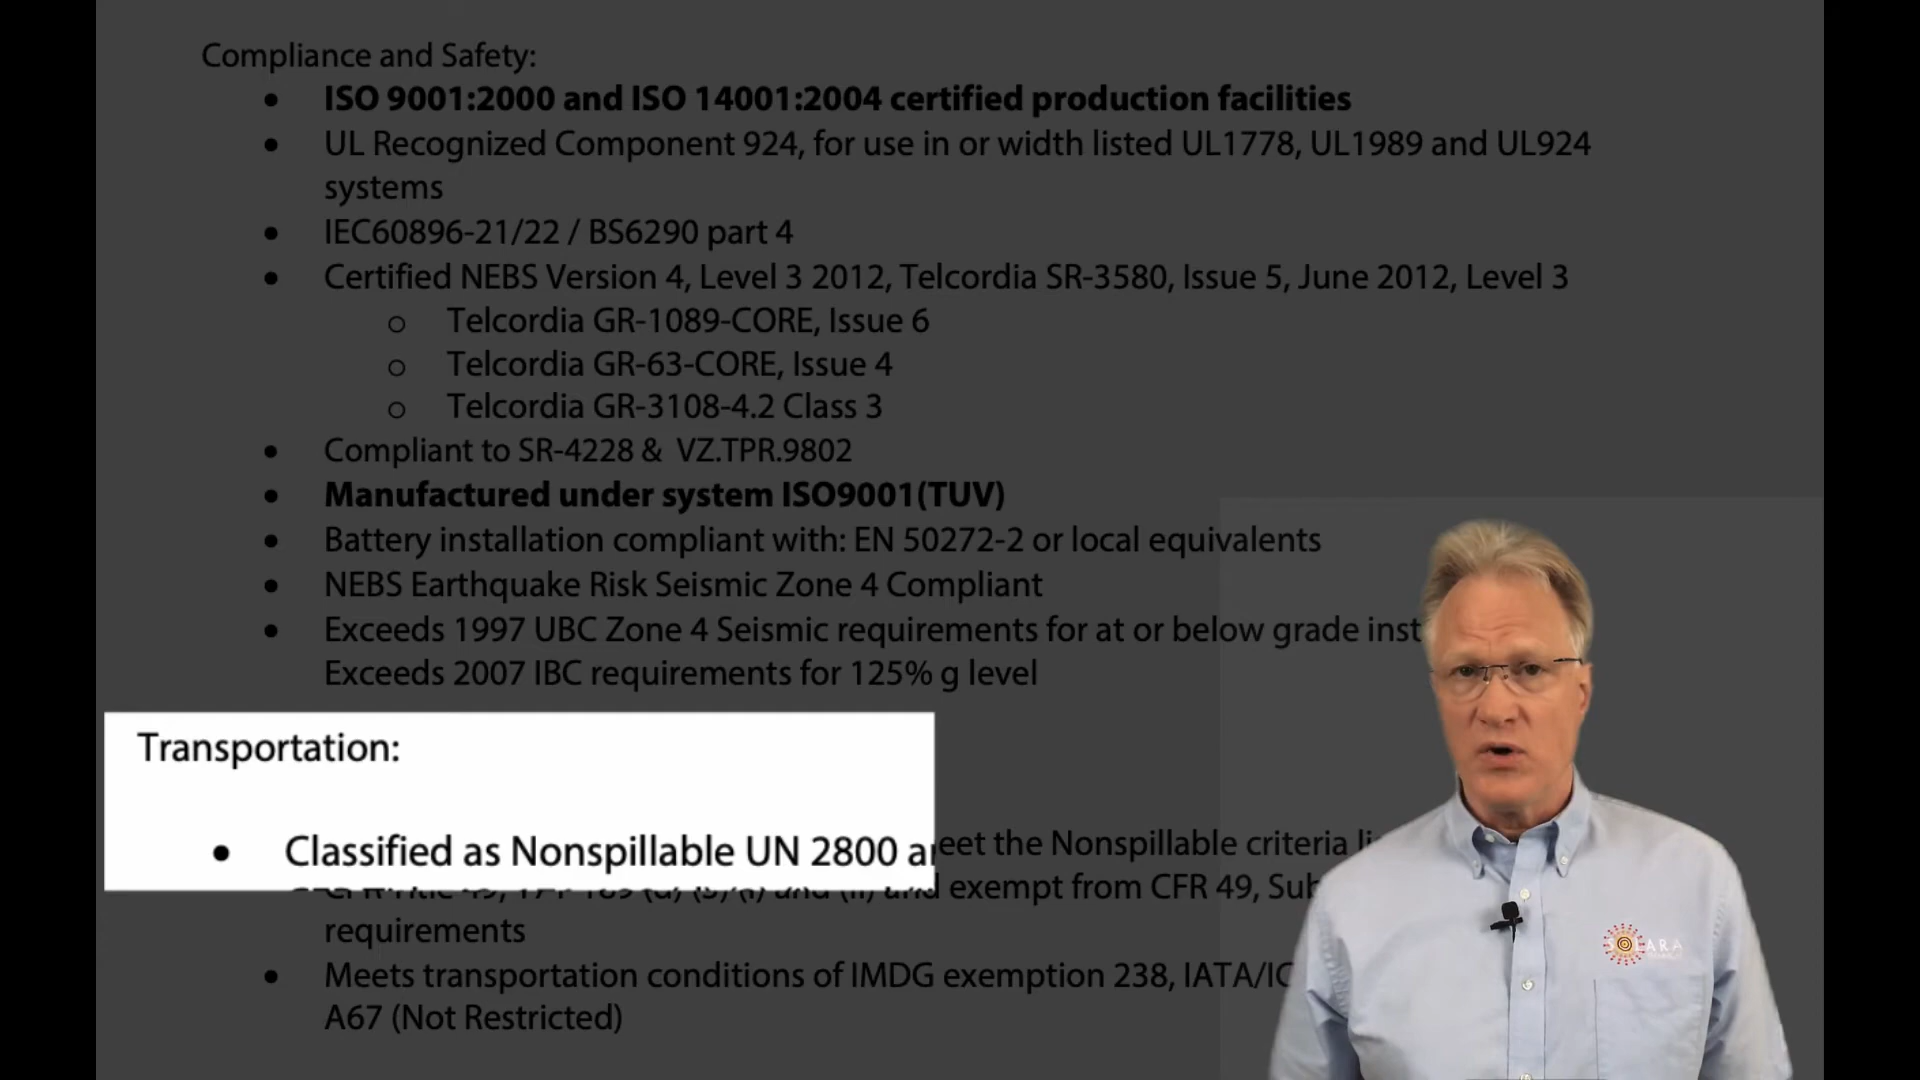 Compliance and Safety:
• ISO 9001:2000 and ISO 14001:2004 certified production facilities
• UL Recognized Component 924, for use in or width listed UL1778, UL1989 and UL924
systems
• IEC60896-21/22 / BS6290 part 4
• Certified NEBS Version 4, Level 3 2012, Telcordia SR-3580, Issue 5, June 2012, Level 3
o Telcordia GR-1089-CORE, Issue 6
o Telcordia GR-63-CORE, Issue 4
o Telcordia GR-3108-4.2 Class 3
• Compliant to SR-4228 & VZ.TPR.9802
• Manufactured under system ISO9001(TUV)
• Battery installation compliant with: EN 50272-2 or local equivalents
• NEBS Earthquake Risk Seismic Zone 4 Compliant
• Exceeds 1997 UBC Zone 4 Seismic requirements for at or below grade
Exceeds 2007 IBC requirements for 125% g level
Transportation:
• Classified as Nonspillable UN 2800
the Nonspillable criteria
and exempt from CFR 49,
requirements
• Meets transportation conditions of IMDG exemption 238,
A67 (Not Restricted)
SOLARA